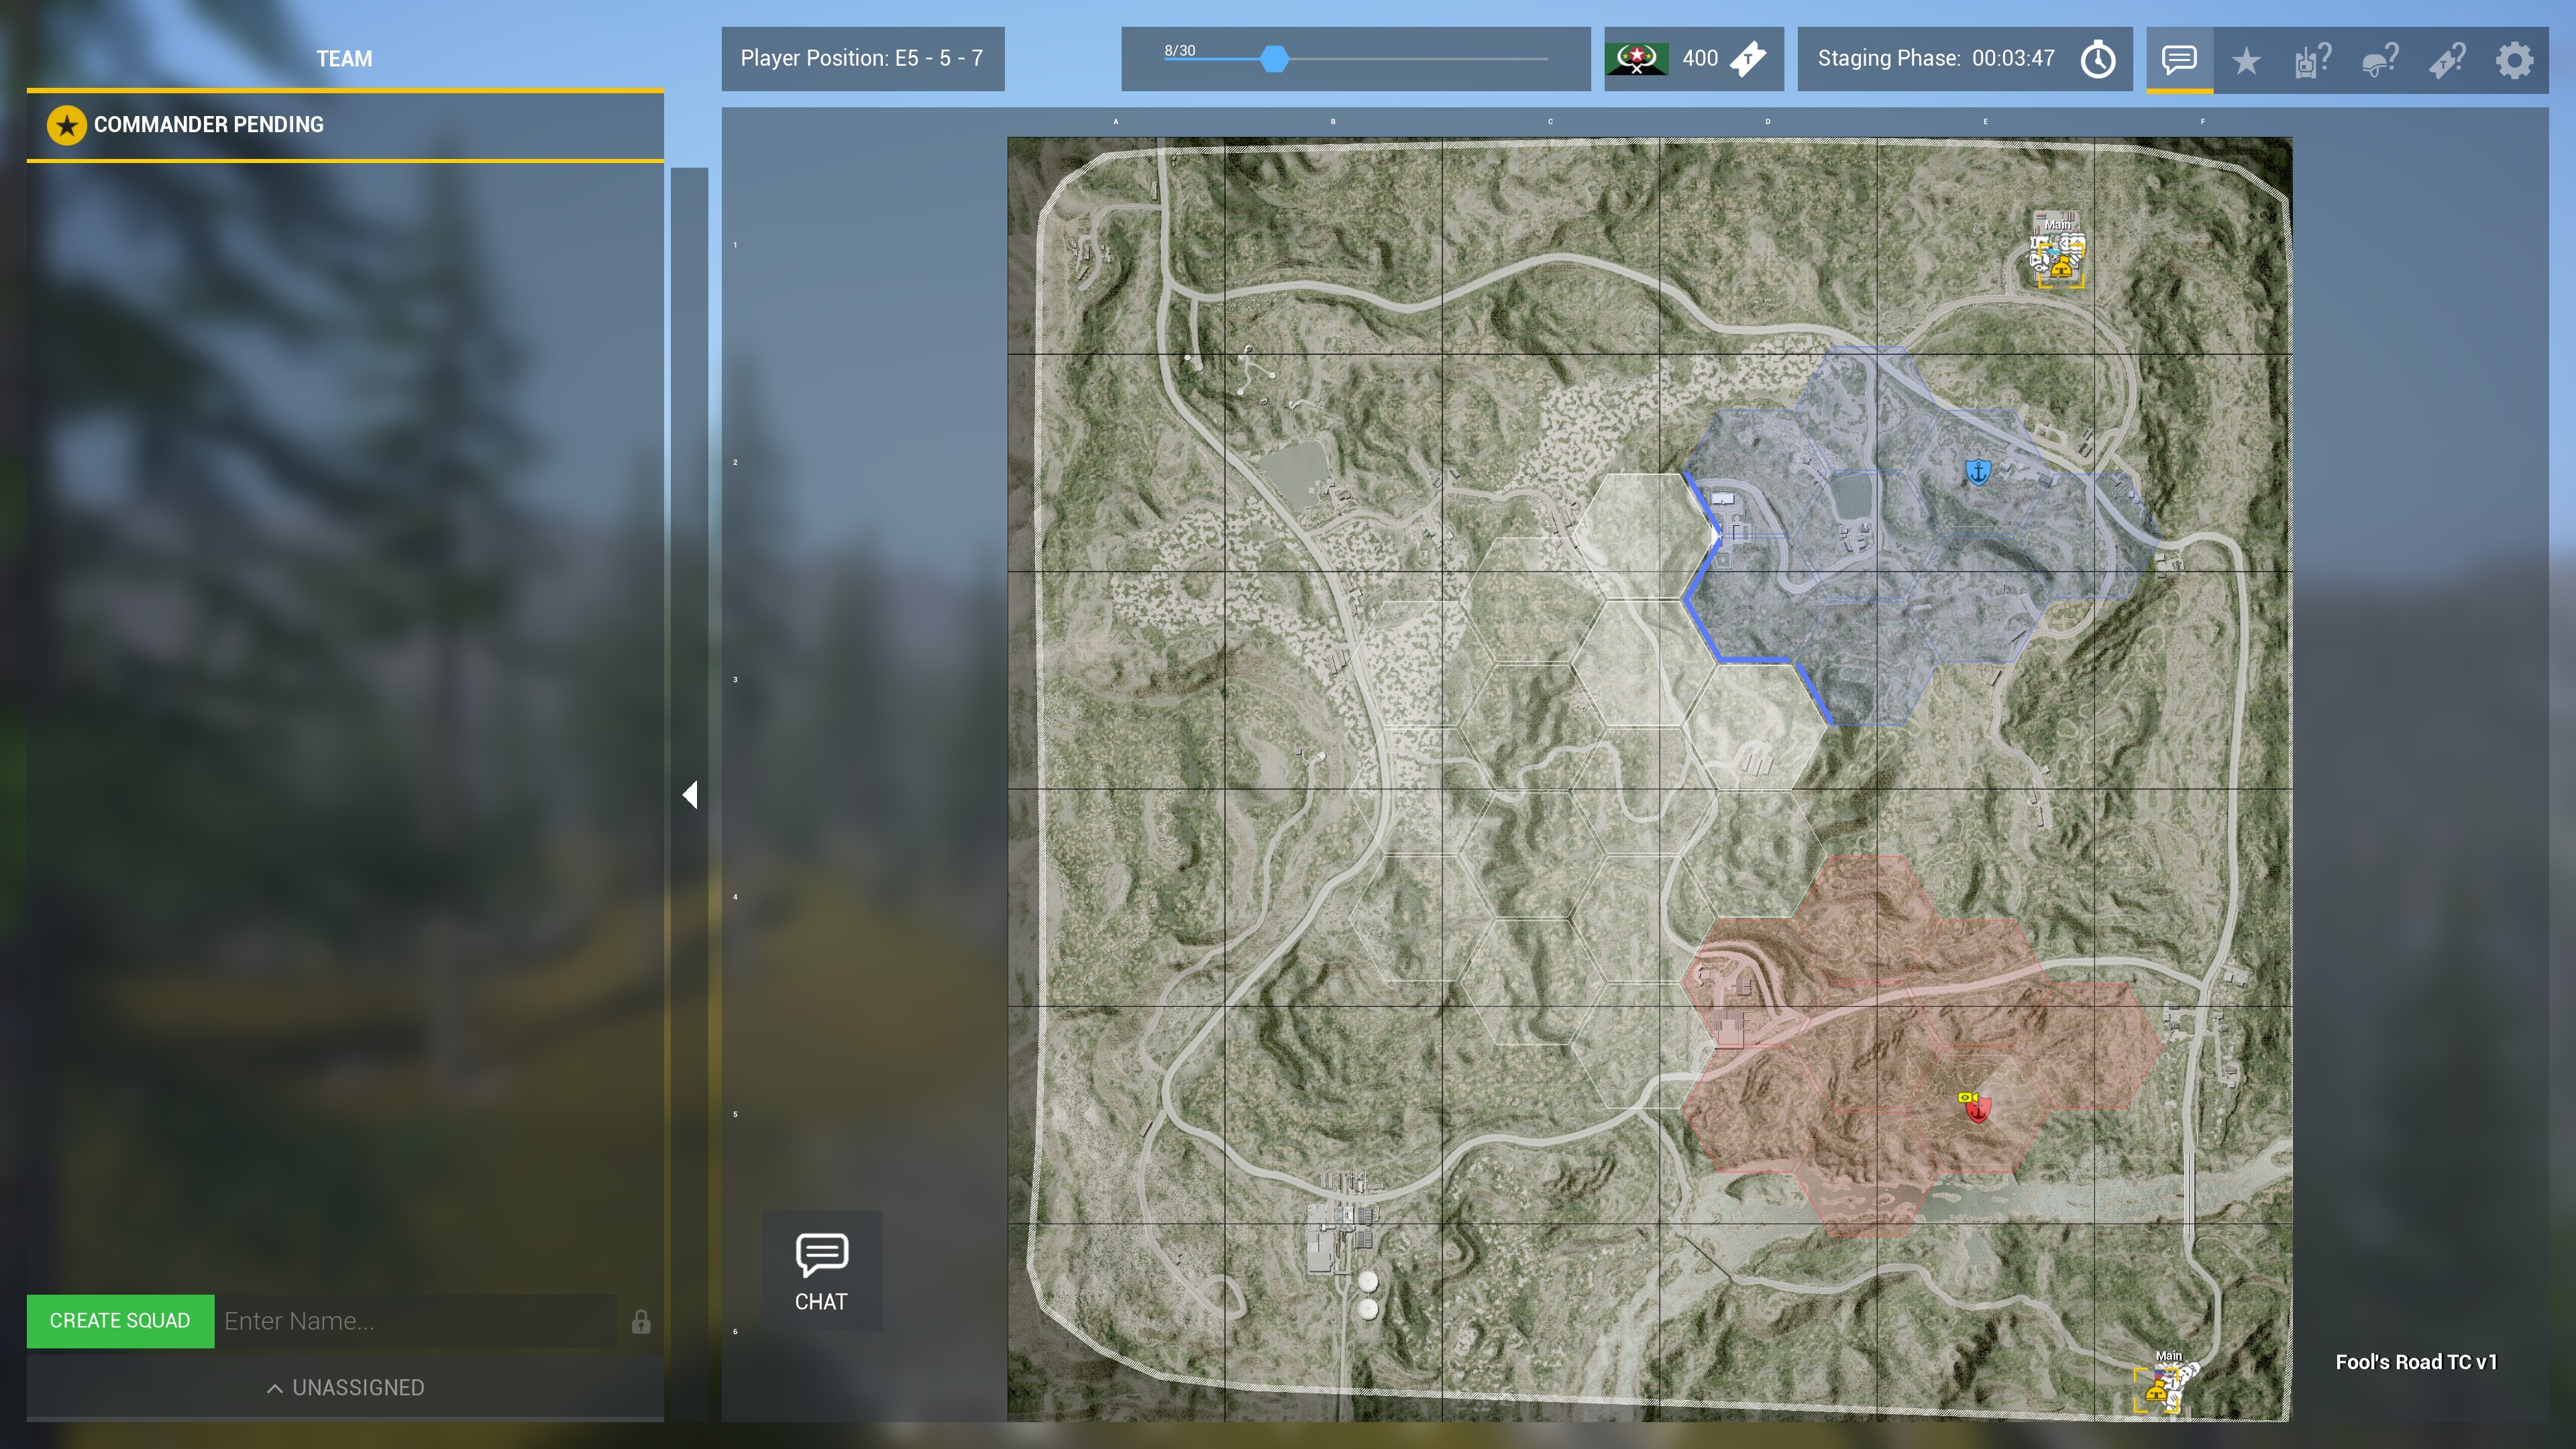 TEAM
Player Position: E5 - 5 - 7
8/30
400
T
Staging Phase: 00:03:47
? ? T?
COMMANDER PENDING
A B C D E F
1
Main
2
3
4
5
CHAT
6
CREATE SQUAD Enter Name...
UNASSIGNED
Main
Fool's Road TC v1